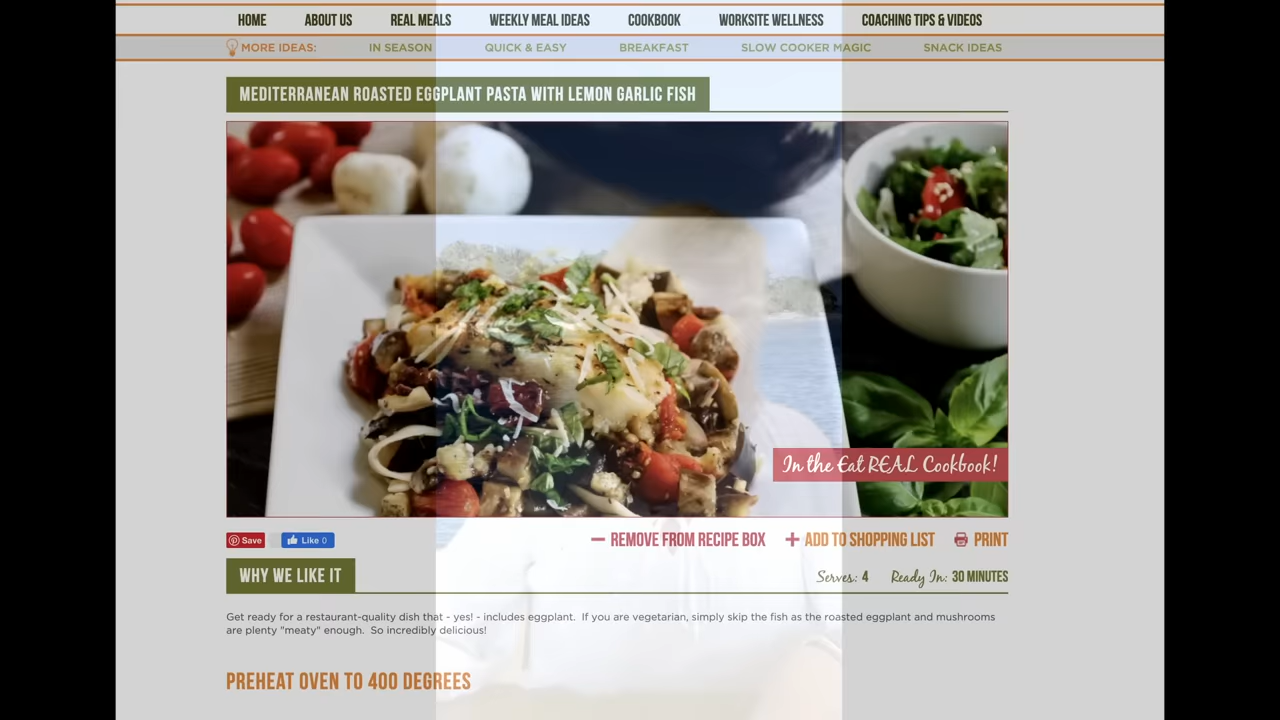 HOME ABOUT US REAL MEALS WEEKLY MEAL IDEAS COOKBOOK WORKSITE WELLNESS COACHING TIPS & VIDEOS
MORE IDEAS: IN SEASON QUICK & EASY BREAKFAST SLOW COOKER MAGIC SNACK IDEAS
MEDITERRANEAN ROASTED EGGPLANT PASTA WITH LEMON GARLIC FISH
In the Eat REAL Cookbook!
Save Like 0 REMOVE FROM RECIPE BOX ADD TO SHOPPING LIST PRINT
WHY WE LIKE IT Serves: 4 Ready In: 30 MINUTES
Get ready for a restaurant-quality dish that - yes! - includes eggplant. If you are vegetarian, simply skip the fish as the roasted eggplant and mushrooms
are plenty "meaty" enough. So incredibly delicious!
PREHEAT OVEN TO 400 DEGREES